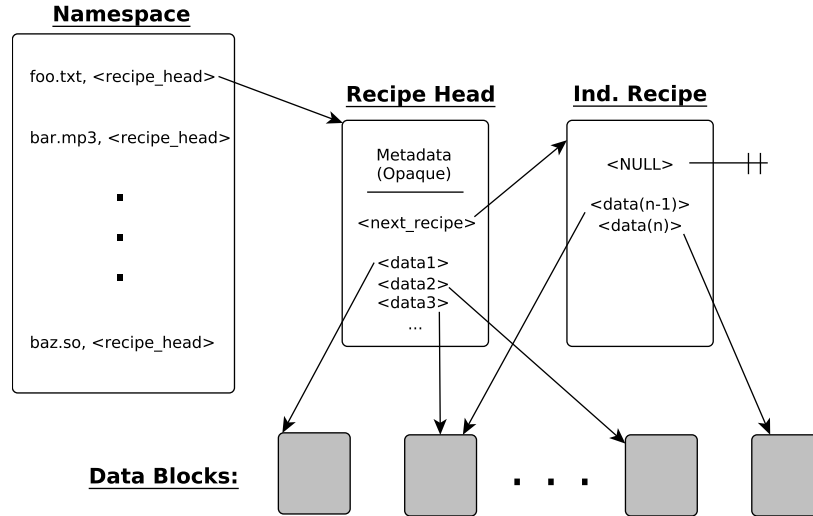 Namespace
foo.txt, <recipe_head>
bar.mp3, <recipe_head>
baz.so, <recipe_head>
Recipe Head
Metadata
(Opaque)
<next_recipe>
<data1>
<data2>
<data3>
...
Ind. Recipe
<NULL>
<data(n-1)>
<data(n)>
Data Blocks: